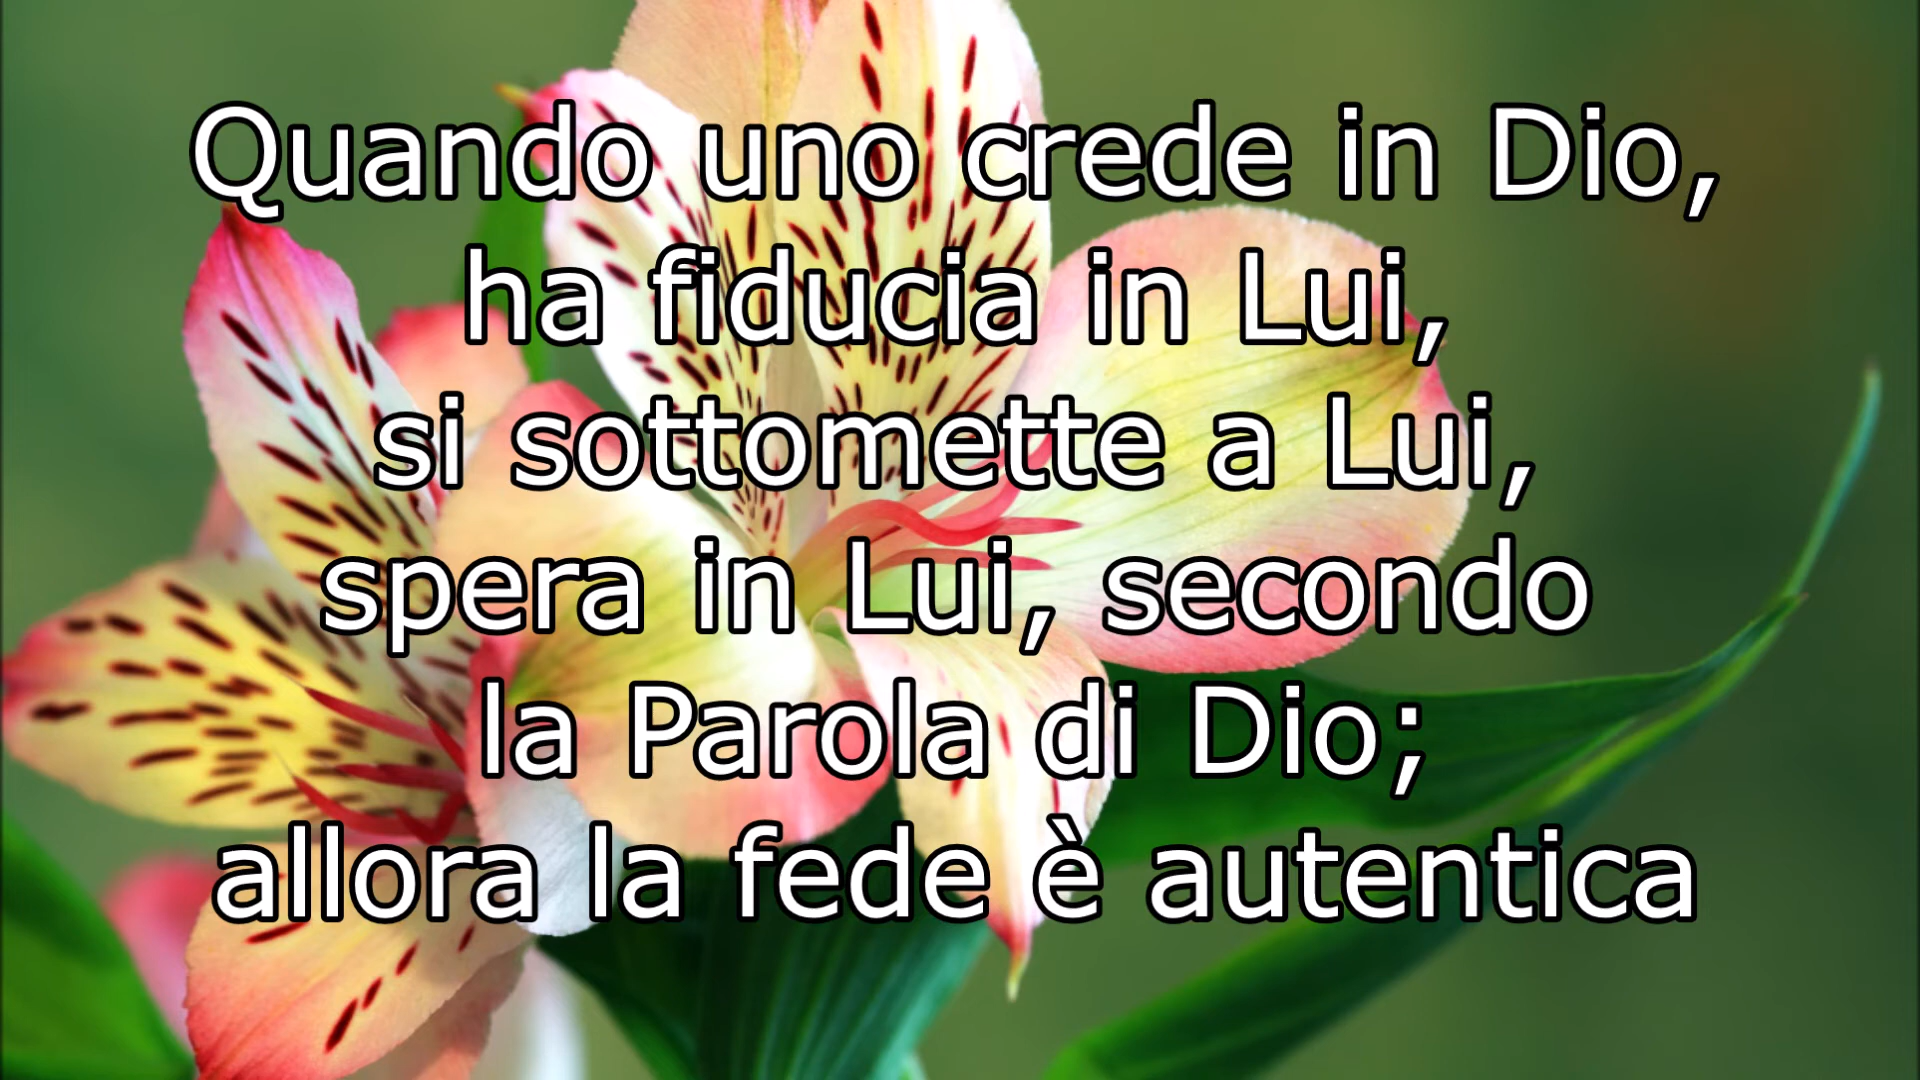 Quando uno crede in Dio,
ha fiducia in Lui,
si sottomette a Lui,
spera in Lui, secondo
la Parola di Dio;
allora la fede è autentica